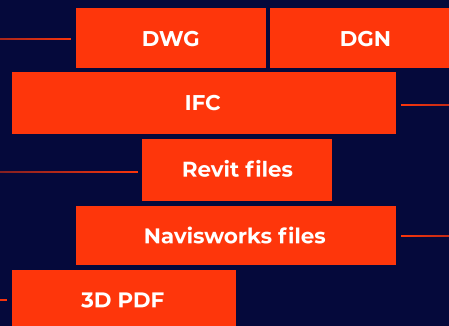 DWG
DGN
IFC
Revit files
Navisworks files
3D PDF